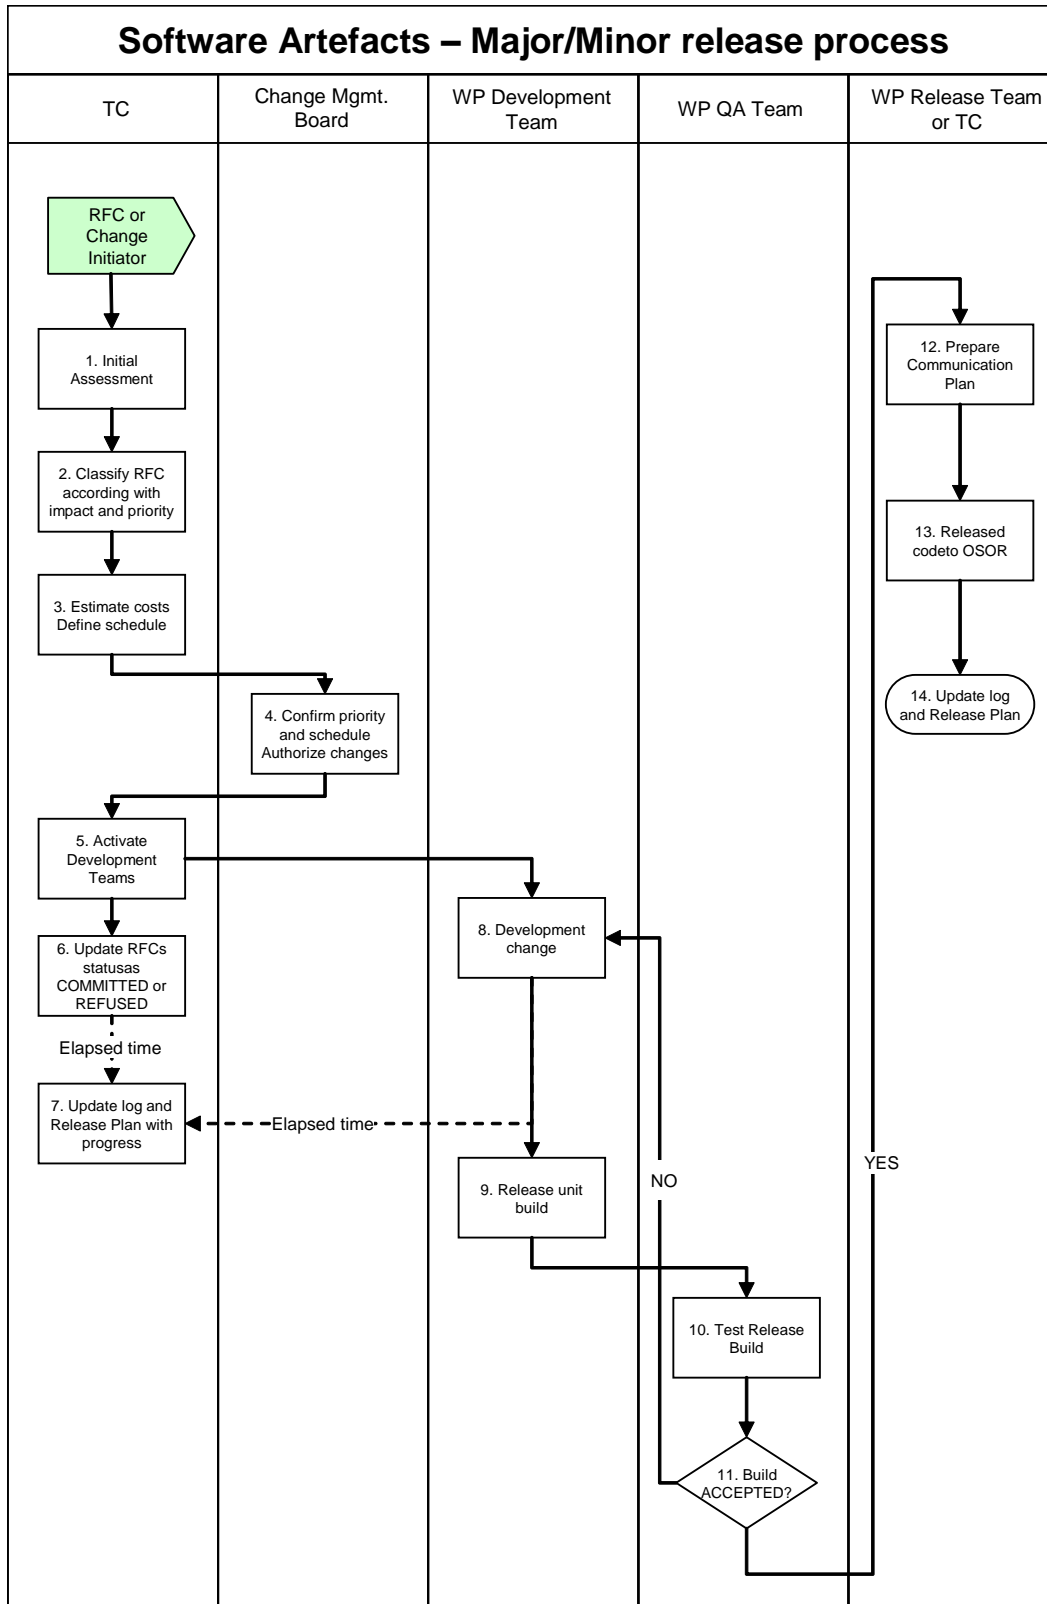 Software Artefacts – Major/Minor release process
TC
Change Mgmt.
Board
WP Development
Team
WP QA Team
WP Release Team
or TC
RFC or
Change
Initiator
1. Initial
Assessment
2. Classify RFC
according with
impact and priority
3. Estimate costs
Define schedule
4. Confirm priority
and schedule
Authorize changes
5. Activate
Development
Teams
6. Update RFCs
statusas
COMMITTED or
REFUSED
Elapsed time
7. Update log and
Release Plan with
progress
Elapsed time
8. Development
change
9. Release unit
build
NO
10. Test Release
Build
11. Build
ACCEPTED?
YES
12. Prepare
Communication
Plan
13. Released
codeto OSOR
14. Update log
and Release Plan